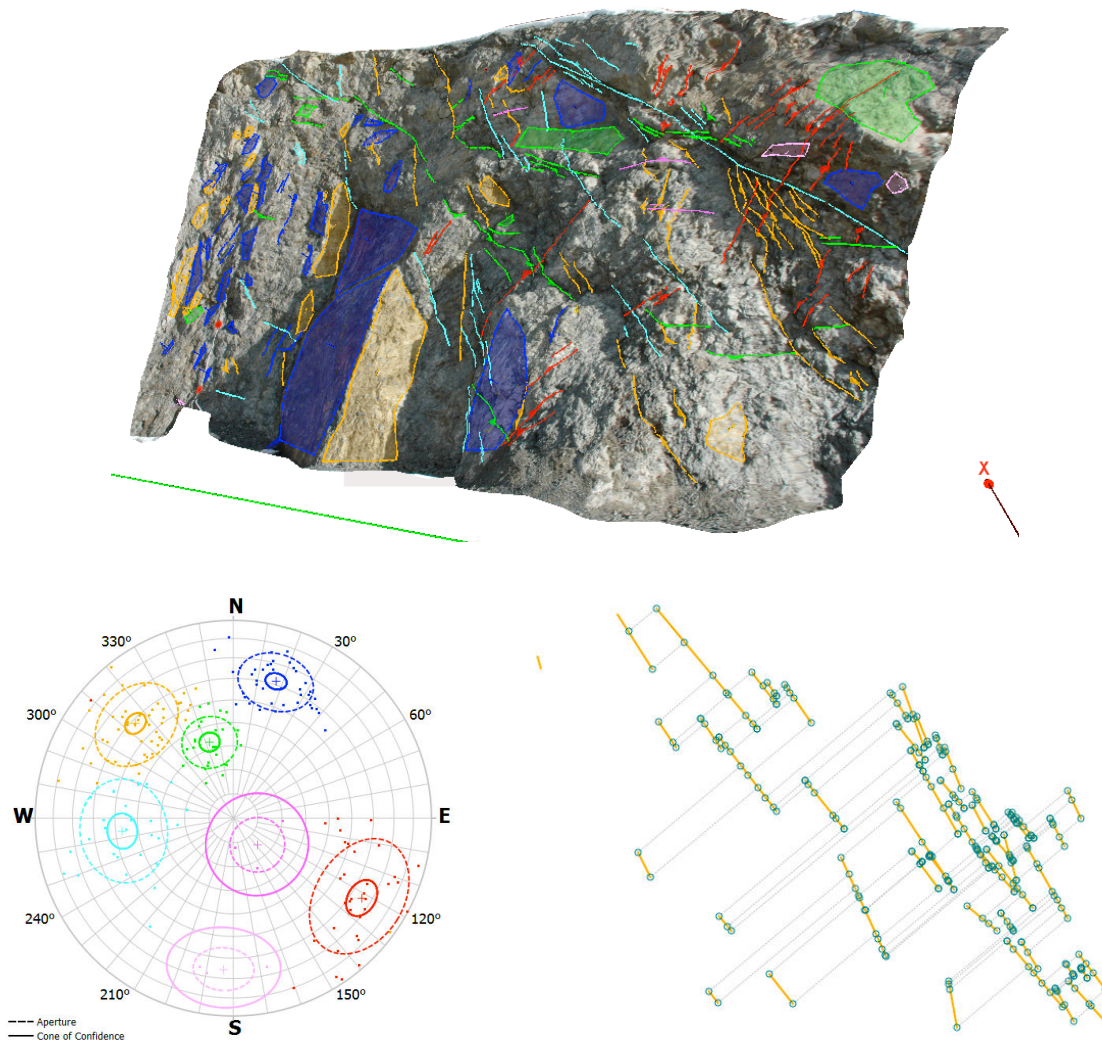 X
N
330º
30º
300º
60º
W
E
240º
120º
210º
150º
S
Aperture
Cone of Confidence